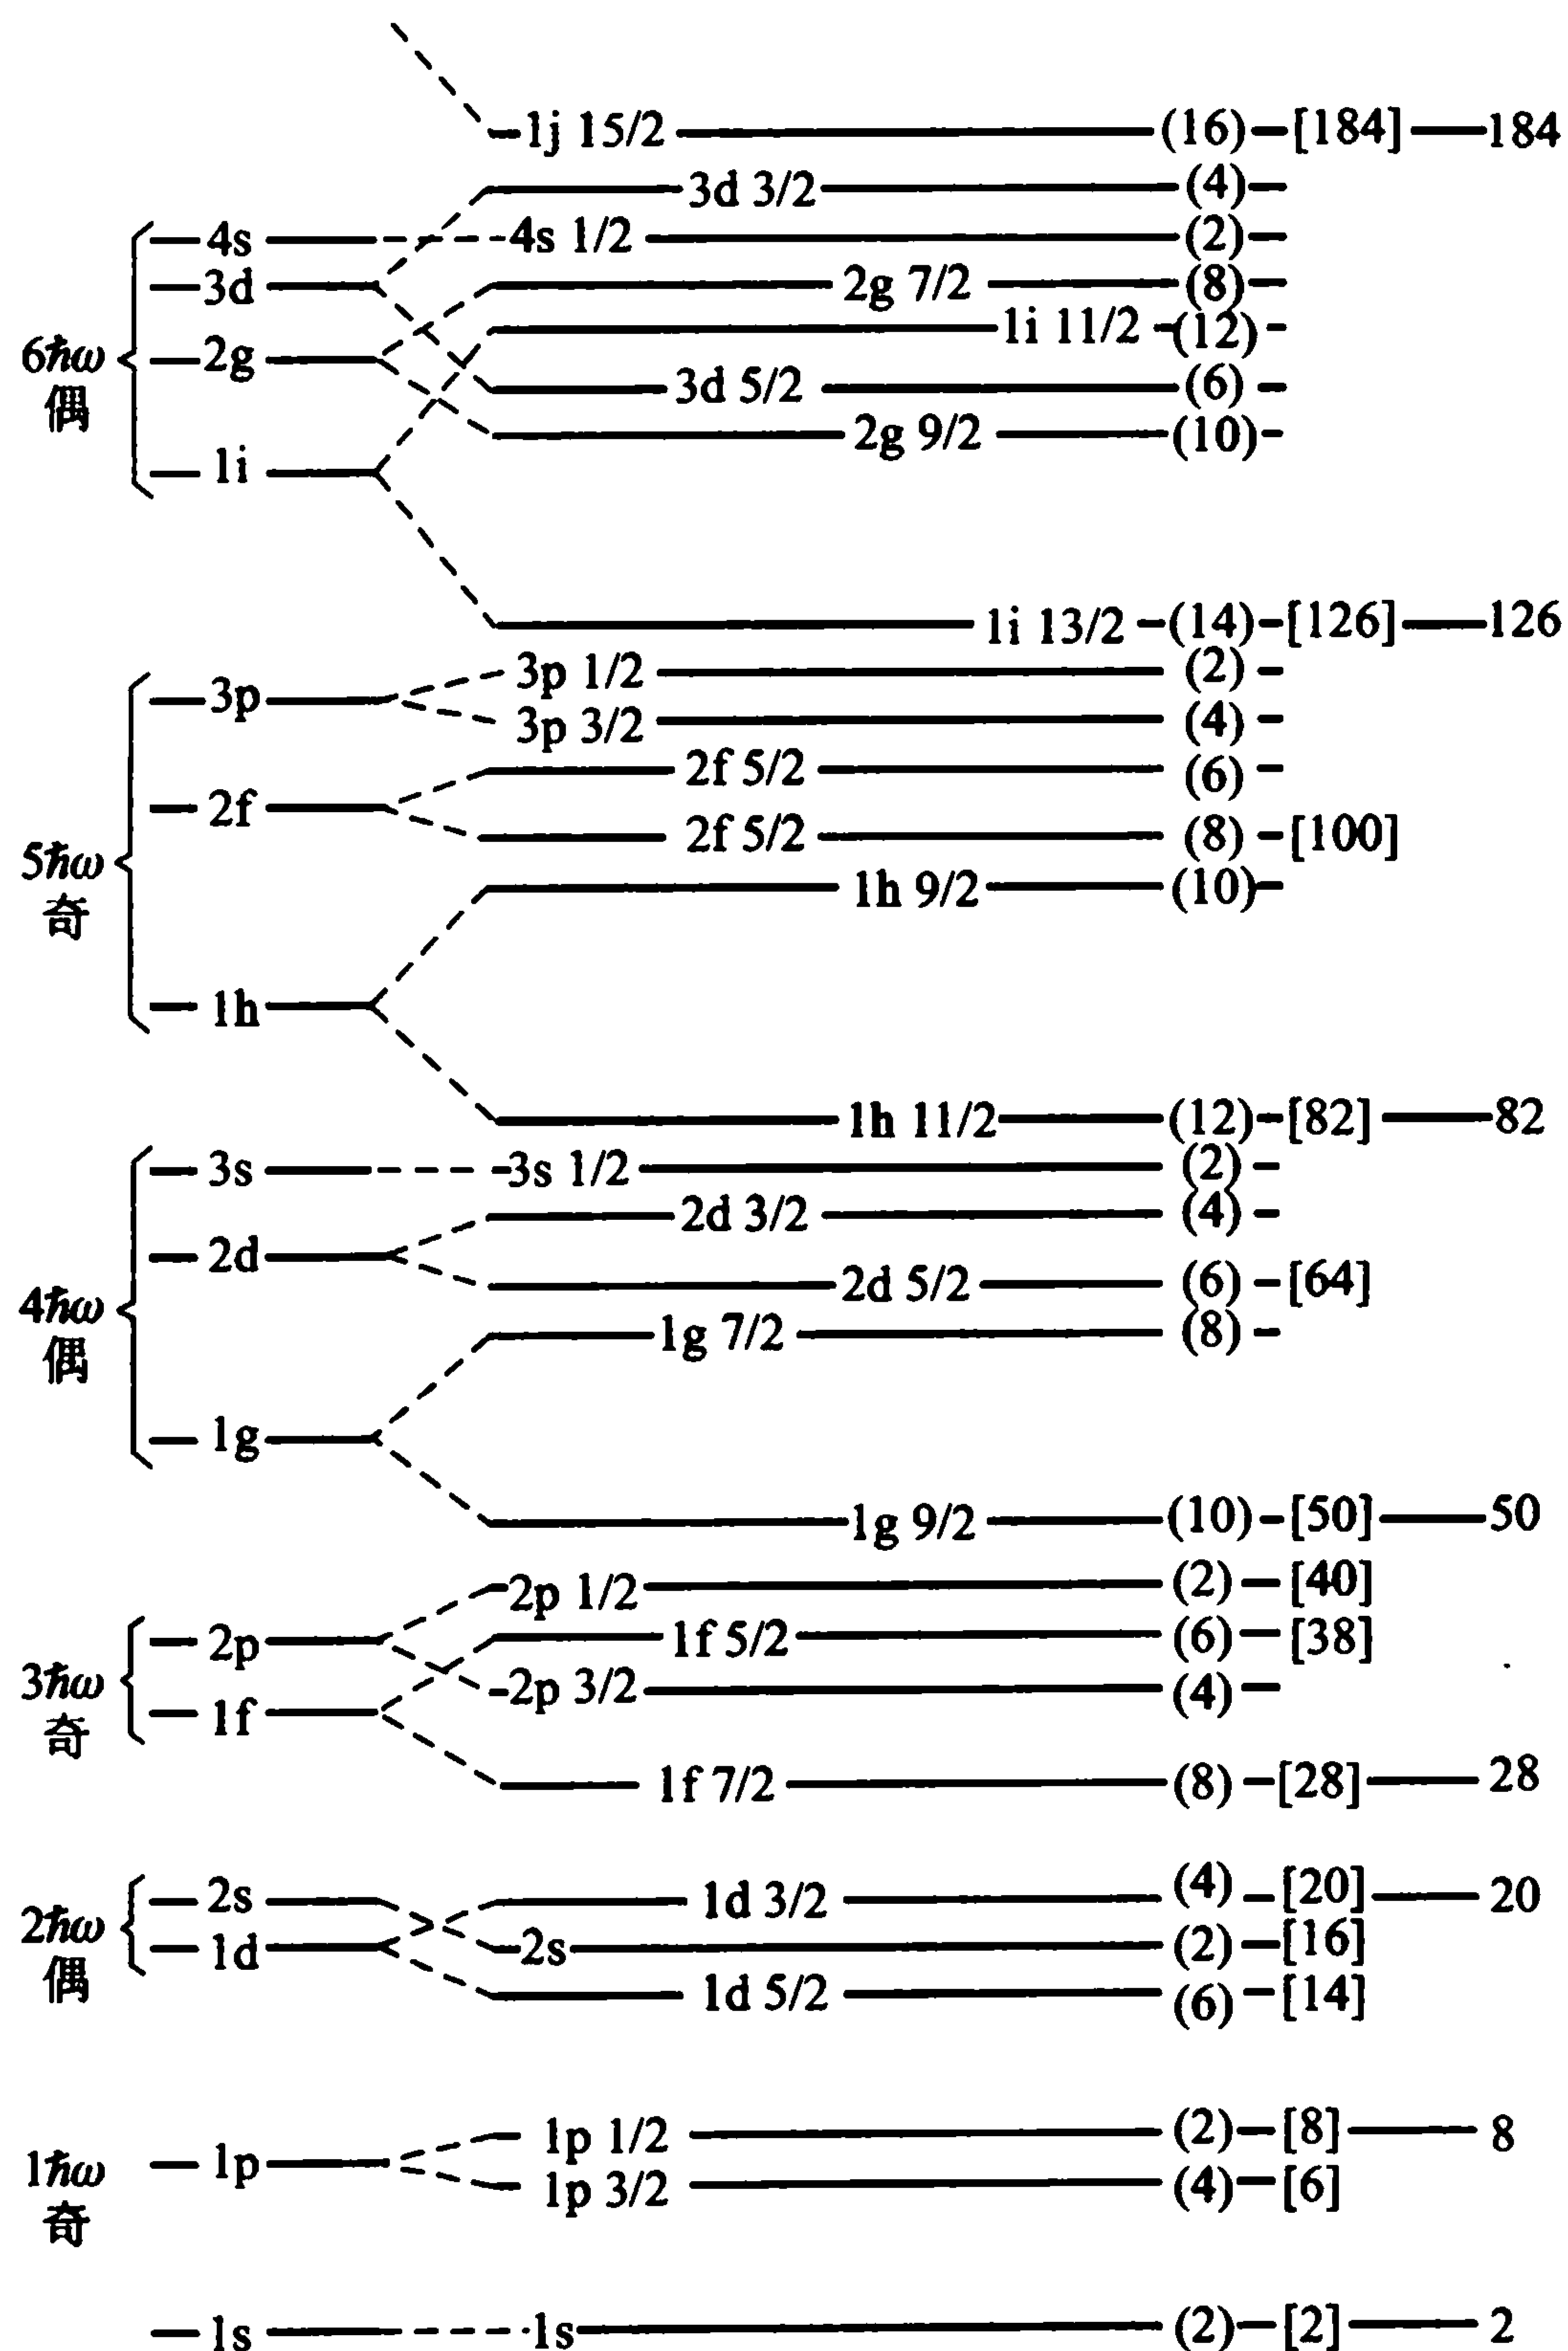 1j 15/2 (16) [184] 184
3d 3/2 (4)
4s 4s 1/2 (2)
3d 2g 7/2 (8)
1i 11/2 (12)
6ħω 2g
偶 3d 5/2 (6)
2g 9/2 (10)
1i
1i 13/2 (14) [126] 126
3p 3p 1/2 (2)
3p 3/2 (4)
2f 5/2 (6)
2f 2f 5/2 (8) [100]
5ħω 1h 9/2 (10)
奇
1h
1h 11/2 (12) [82] 82
3s 3s 1/2 (2)
2d 3/2 (4)
2d 2d 5/2 (6) [64]
4ħω 1g 7/2 (8)
偶
1g
1g 9/2 (10) [50] 50
2p 1/2 (2) [40]
2p 1f 5/2 (6) [38]
3ħω 2p 3/2 (4)
奇 1f
1f 7/2 (8) [28] 28
2s 1d 3/2 (4) [20] 20
2ħω 1d 2s (2) [16]
偶 1d 5/2 (6) [14]
1p 1/2 (2) [8] 8
1ħω 1p 1p 3/2 (4) [6]
奇
1s 1s (2) [2] 2